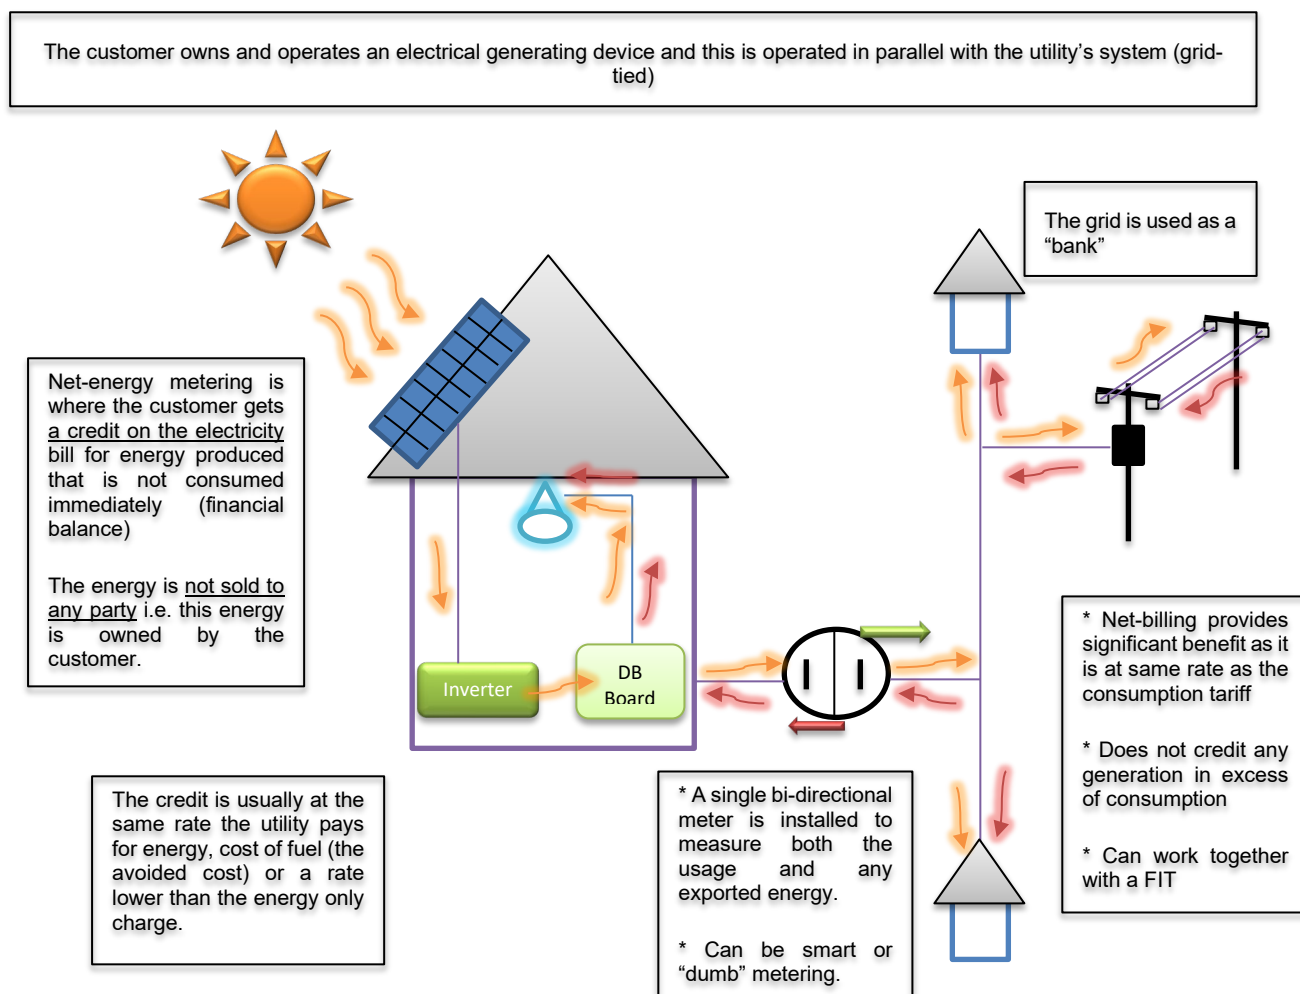 The customer owns and operates an electrical generating device and this is operated in parallel with the utility’s system (grid-
tied)
The grid is used as a
“bank”
Net-energy metering is
where the customer gets
a credit on the electricity
bill for energy produced
that is not consumed
immediately (financial
balance)
The energy is not sold to
any party i.e. this energy
is owned by the
customer.
Inverter
DB
Board
* Net-billing provides
significant benefit as it
is at same rate as the
consumption tariff
* Does not credit any
generation in excess
of consumption
* Can work together
with a FIT
The credit is usually at the
same rate the utility pays
for energy, cost of fuel (the
avoided cost) or a rate
lower than the energy only
charge.
* A single bi-directional
meter is installed to
measure both the
usage and any
exported energy.
* Can be smart or
“dumb” metering.